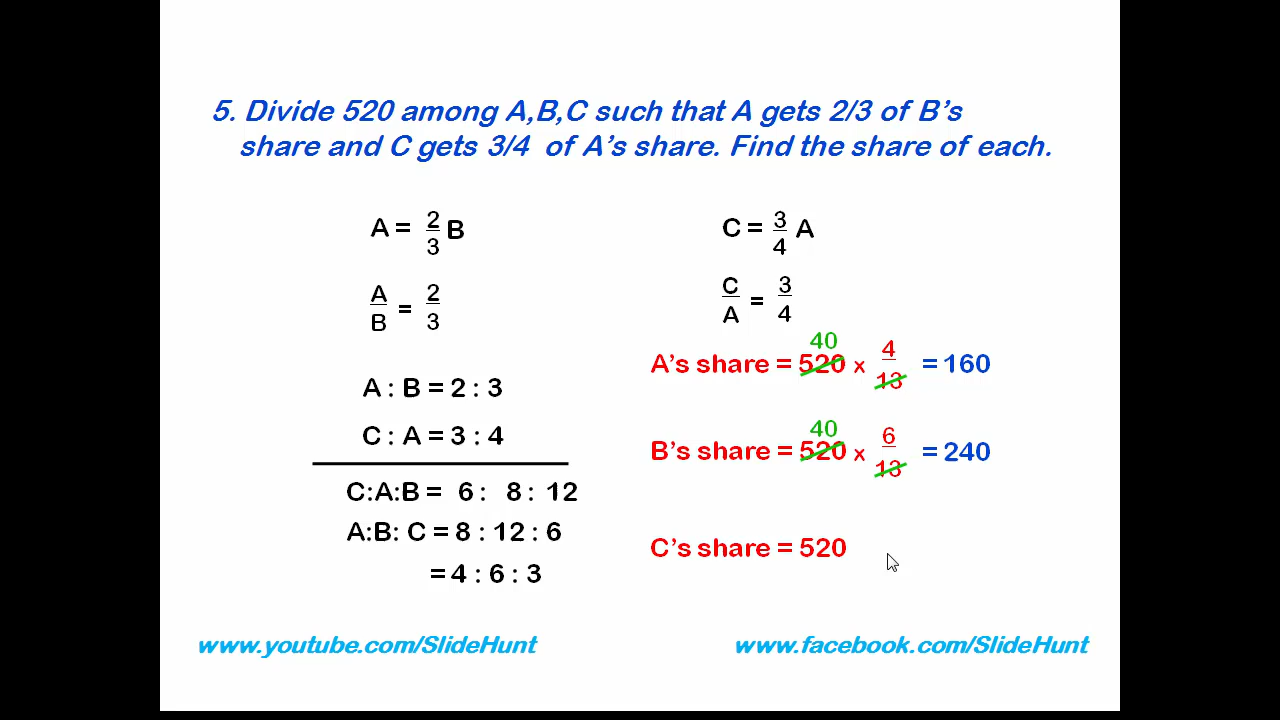 5. Divide 520 among A,B,C such that A gets 2/3 of B's
share and C gets 3/4 of A's share. Find the share of each.
A = 2/3 B
A/B = 2/3
A : B = 2 : 3
C : A = 3 : 4
C:A:B = 6 : 8 : 12
A:B: C = 8 : 12 : 6
= 4 : 6 : 3
C = 3/4 A
C/A = 3/4
40
A's share = 520 x 4/13 = 160
40
B's share = 520 x 6/13 = 240
C's share = 520
www.youtube.com/SlideHunt
www.facebook.com/SlideHunt